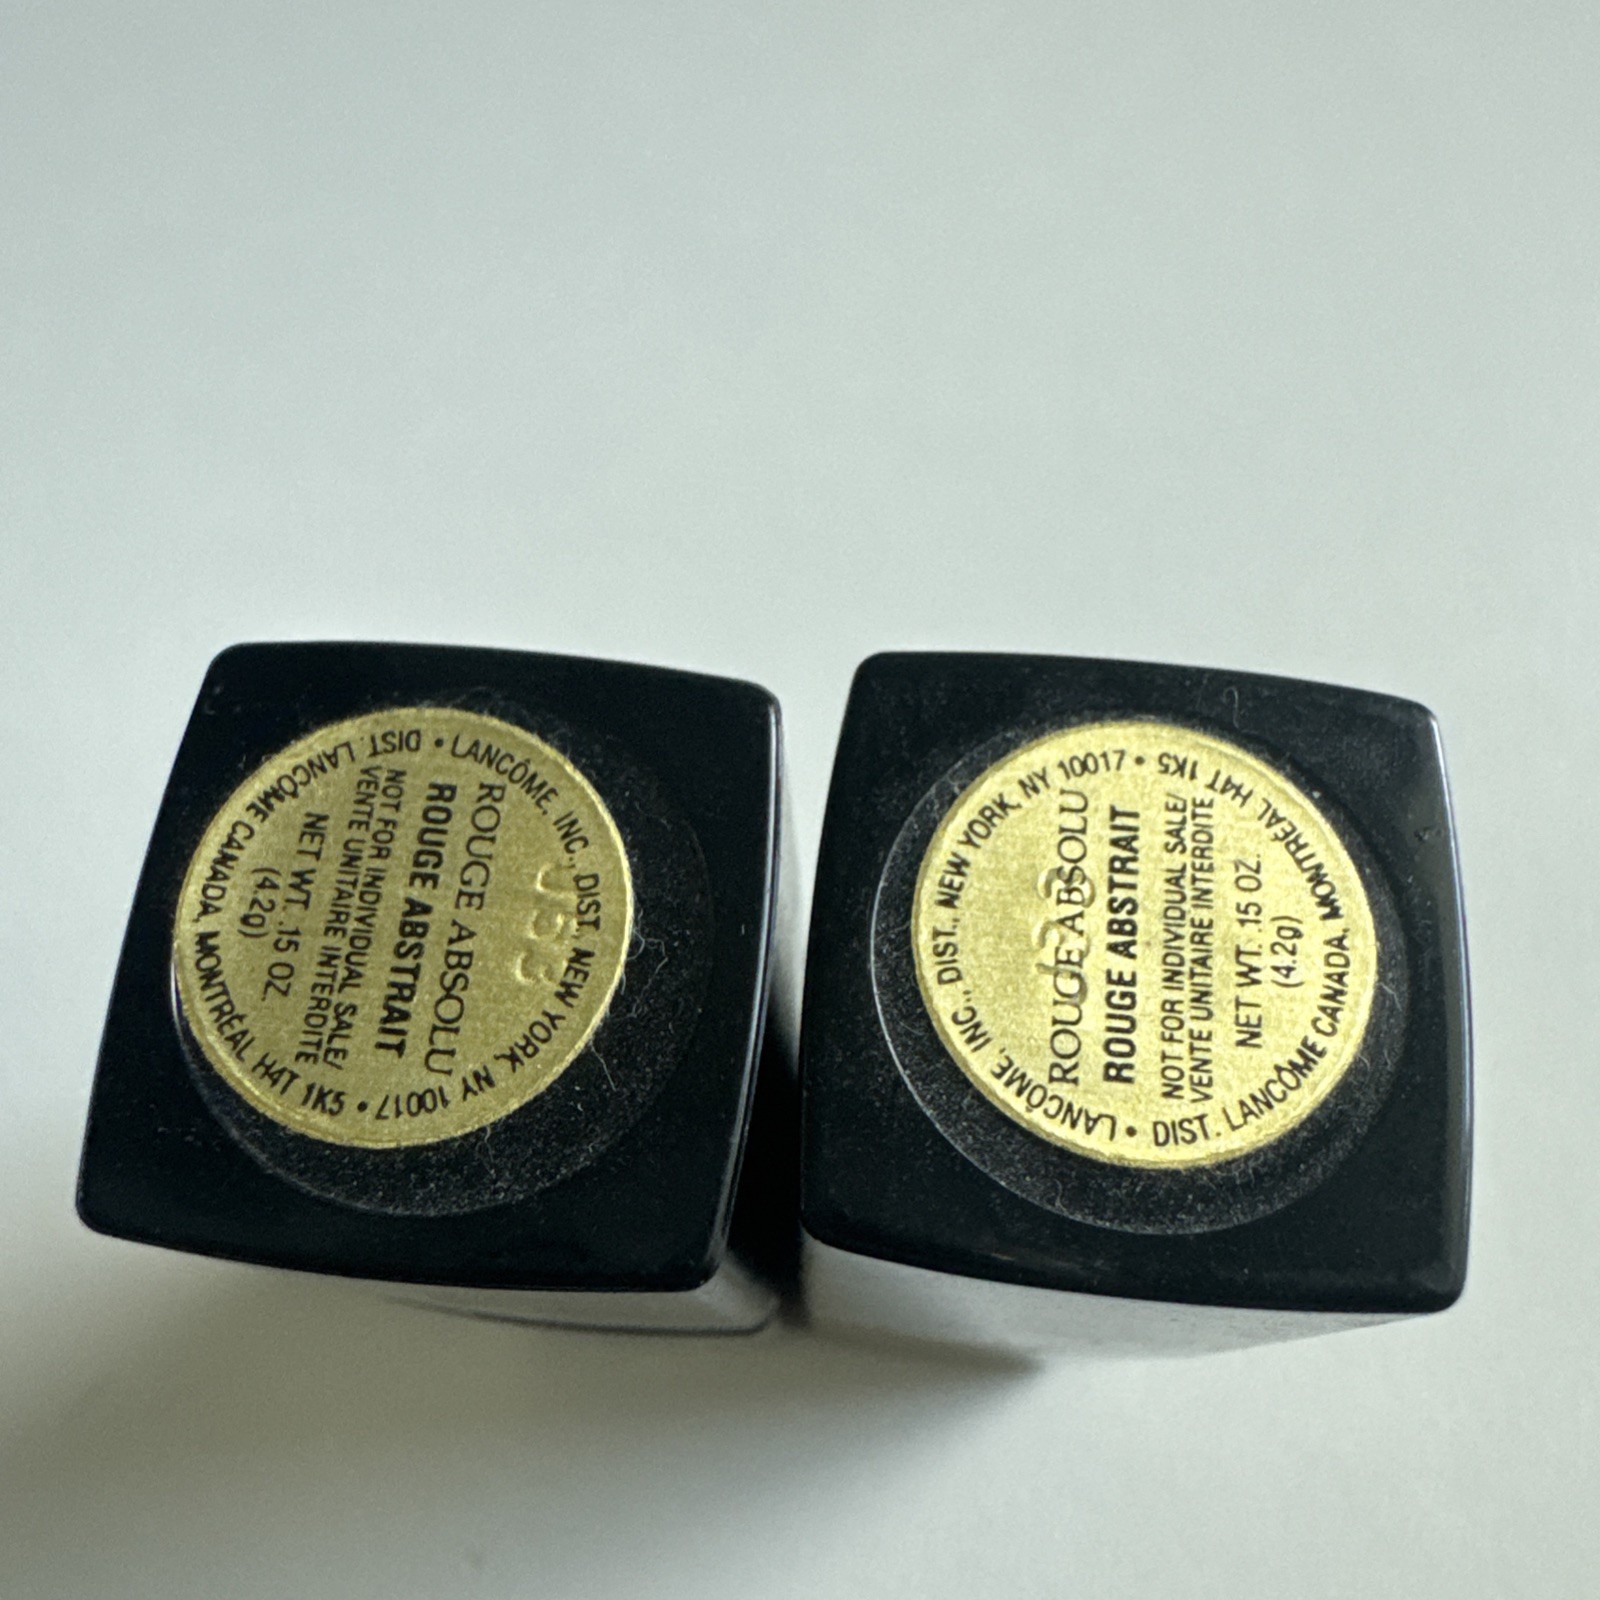 LANCÔME, INC., DIST. NEW YORK, NY 10017 •
DIST. LANCÔME CANADA, MONTRÉAL H4T 1K5 •
ROUGE ABSOLU
ROUGE ABSTRAIT
NOT FOR INDIVIDUAL SALE/
VENTE UNITAIRE INTERDITE
NET WT. .15 OZ.
(4.2g)
LANCÔME, INC., DIST., NEW YORK, NY 10017 •
DIST. LANCÔME CANADA, MONTRÉAL H4T 1K5 •
ROUGE ABSOLU
ROUGE ABSTRAIT
NOT FOR INDIVIDUAL SALE/
VENTE UNITAIRE INTERDITE
NET WT. .15 OZ.
(4.2g)